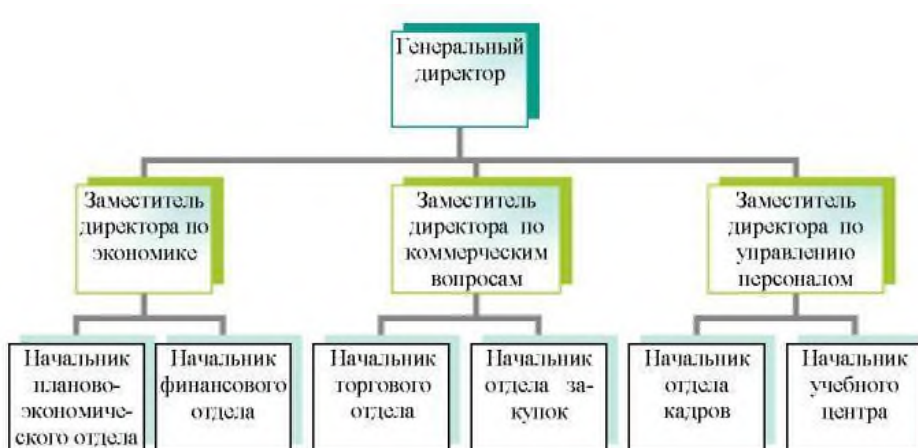 Генеральный
директор
Заместитель
директора по
экономике
Заместитель
директора по
коммерческим
вопросам
Заместитель
директора по
управлению
персоналом
Начальник
планово-
экономиче-
ского отдела
Начальник
финансового
отдела
Начальник
торгового
отдела
Начальник
отдела за-
купок
Начальник
отдела
кадров
Начальник
учебного
центра